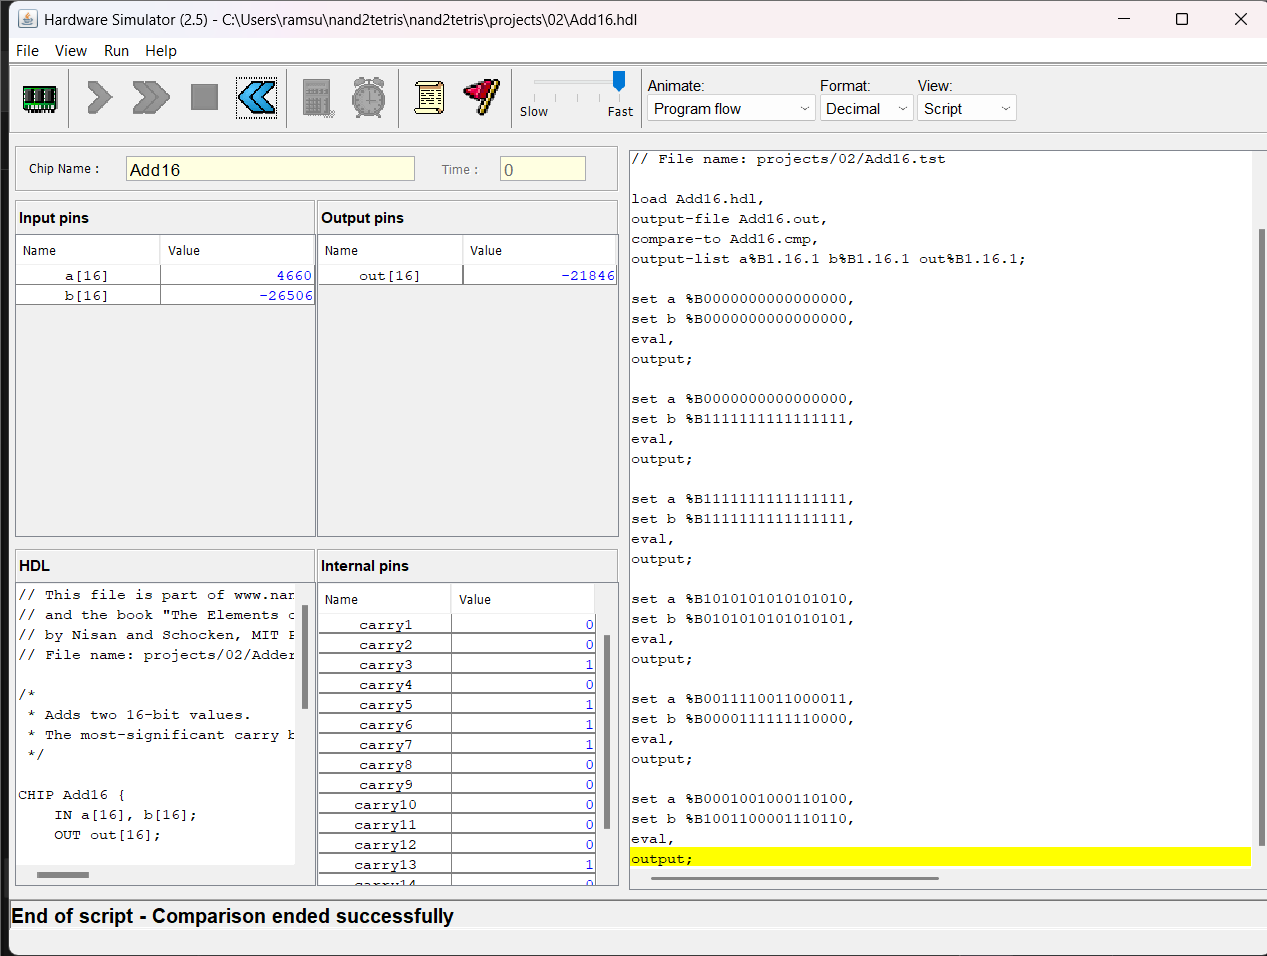 Hardware Simulator (2.5) - C:\Users\ramsu\nand2tetris\nand2tetris\projects\02\Add16.hdl
File View Run Help
Slow Fast
Animate: Format: View:
Program flow Decimal Script
Chip Name : Add16 Time : 0
Input pins
Name Value
a[16] 4660
b[16] -26506
Output pins
Name Value
out[16] -21846
HDL
// This file is part of www.nan
// and the book "The Elements o
// by Nisan and Schocken, MIT P
// File name: projects/02/Adder
/*
* Adds two 16-bit values.
* The most-significant carry b
*/
CHIP Add16 {
IN a[16], b[16];
OUT out[16];
Internal pins
Name Value
carry1 0
carry2 0
carry3 1
carry4 0
carry5 1
carry6 1
carry7 1
carry8 0
carry9 0
carry10 0
carry11 0
carry12 0
carry13 1
carry14 0
// File name: projects/02/Add16.tst
load Add16.hdl,
output-file Add16.out,
compare-to Add16.cmp,
output-list a%B1.16.1 b%B1.16.1 out%B1.16.1;
set a %B0000000000000000,
set b %B0000000000000000,
eval,
output;
set a %B0000000000000000,
set b %B1111111111111111,
eval,
output;
set a %B1111111111111111,
set b %B1111111111111111,
eval,
output;
set a %B1010101010101010,
set b %B0101010101010101,
eval,
output;
set a %B0011110011000011,
set b %B0000111111110000,
eval,
output;
set a %B0001001000110100,
set b %B1001100001110110,
eval,
output;
End of script - Comparison ended successfully